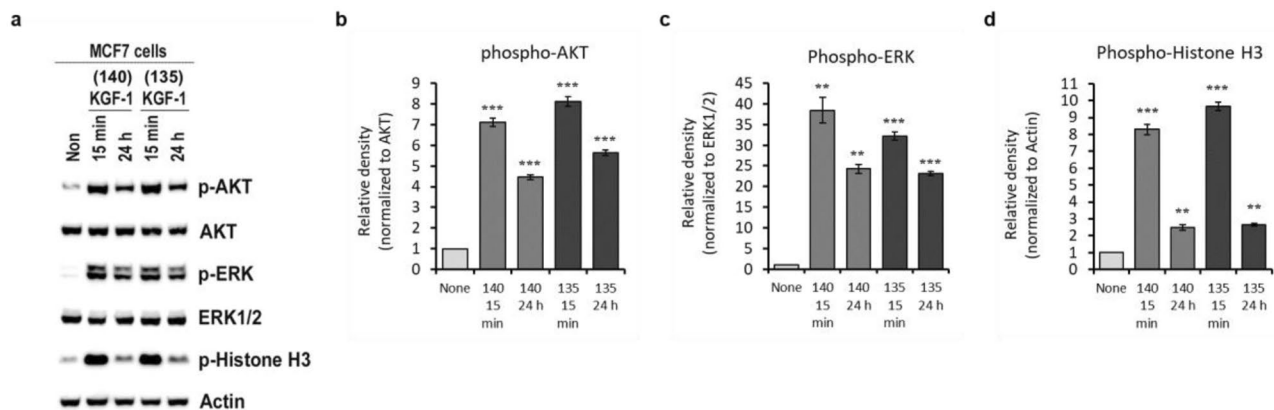 a
MCF7 cells
(140) (135)
KGF-1 KGF-1
Non
15 min
24 h
15 min
24 h
p-AKT
AKT
p-ERK
ERK1/2
p-Histone H3
Actin
b
phospho-AKT
Relative density
(normalized to AKT)
9
8
7
6
5
4
3
2
1
0
***
***
***
***
None 140 140 135 135
15 24 h 15 24 h
min min
c
Phospho-ERK
Relative density
(normalized to ERK1/2)
45
40
35
30
25
20
15
10
5
0
**
**
***
***
None 140 140 135 135
15 24 h 15 24 h
min min
d
Phospho-Histone H3
Relative density
(normalized to Actin)
11
10
9
8
7
6
5
4
3
2
1
0
***
**
***
**
None 140 140 135 135
15 24 h 15 24 h
min min